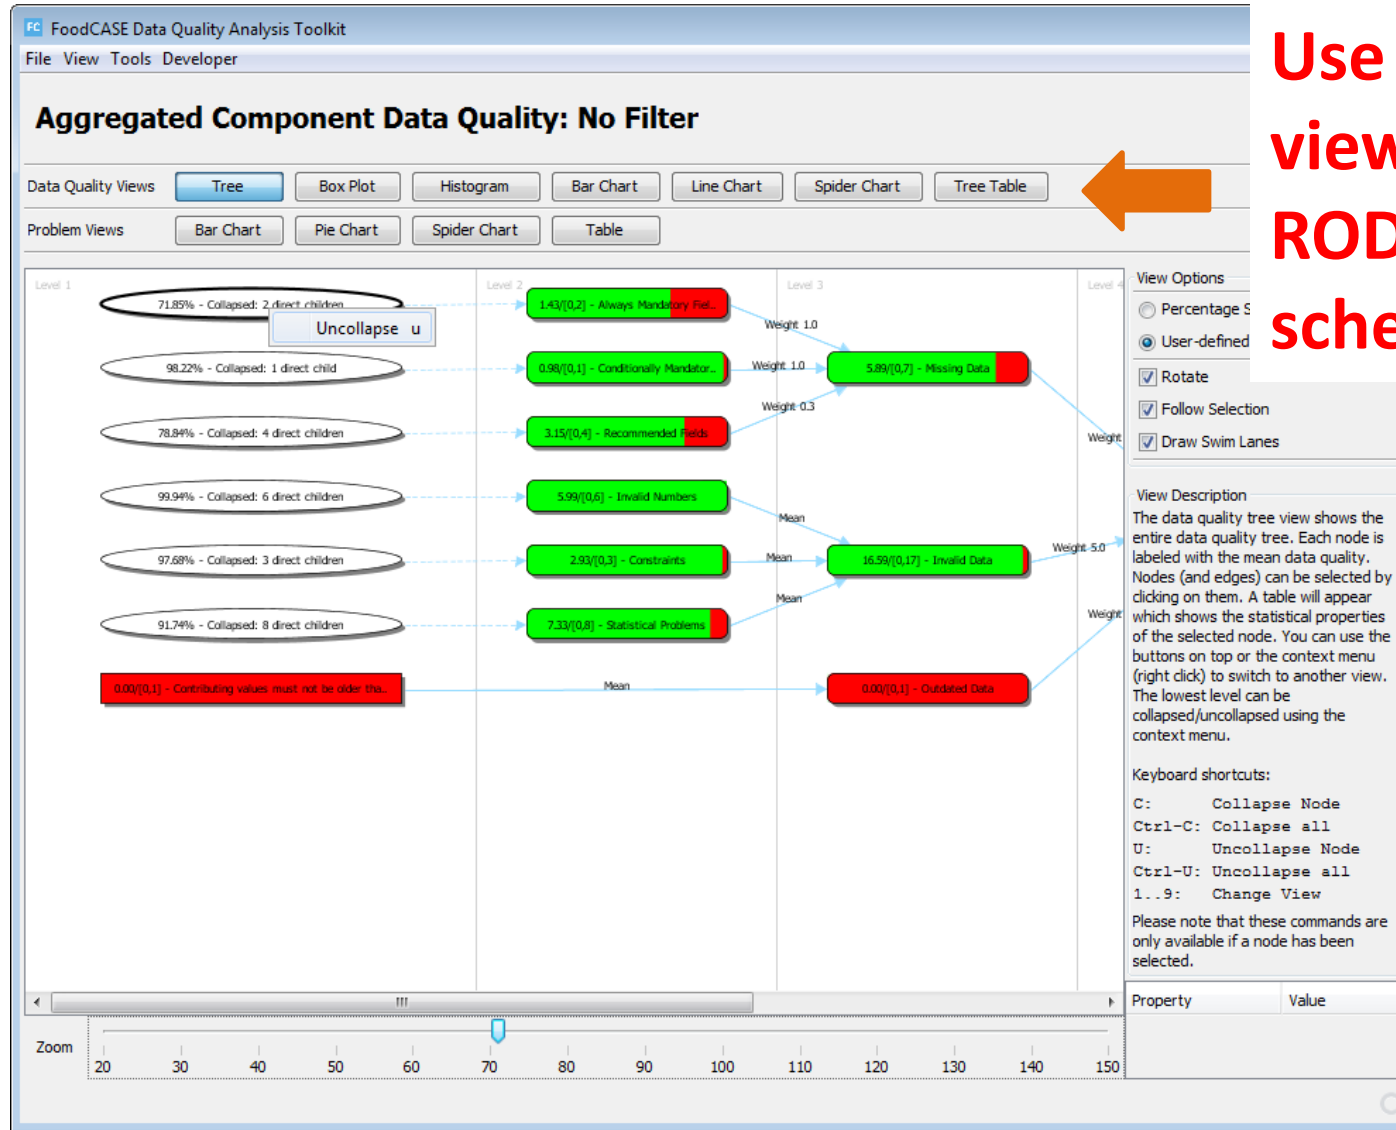 FC FoodCASE Data Quality Analysis Toolkit
File View Tools Developer
Use
view
ROD
sche
Aggregated Component Data Quality: No Filter
Data Quality Views Tree Box Plot Histogram Bar Chart Line Chart Spider Chart Tree Table
Problem Views Bar Chart Pie Chart Spider Chart Table
Level 1 Level 2 Level 3 Level 4
71.85% - Collapsed: 2 direct children
Uncollapse u
1.43/[0,2] - Always Mandatory Fiel..
Weight 1.0
98.22% - Collapsed: 1 direct child
0.98/[0,1] - Conditionally Mandator..
Weight 1.0
5.89/[0,7] - Missing Data
Weight 0.3
78.84% - Collapsed: 4 direct children
3.15/[0,4] - Recommended Fields
Weight
99.94% - Collapsed: 6 direct children
5.99/[0,6] - Invalid Numbers
Mean
97.68% - Collapsed: 3 direct children
2.93/[0,3] - Constraints
Mean
16.59/[0,17] - Invalid Data
Weight 5.0
Mean
91.74% - Collapsed: 8 direct children
7.33/[0,8] - Statistical Problems
Weight
0.00/[0,1] - Contributing values must not be older tha..
Mean
0.00/[0,1] - Outdated Data
View Options
Percentage S
User-defined
Rotate
Follow Selection
Draw Swim Lanes
View Description
The data quality tree view shows the
entire data quality tree. Each node is
labeled with the mean data quality.
Nodes (and edges) can be selected by
clicking on them. A table will appear
which shows the statistical properties
of the selected node. You can use the
buttons on top or the context menu
(right click) to switch to another view.
The lowest level can be
collapsed/uncollapsed using the
context menu.
Keyboard shortcuts:
C: Collapse Node
Ctrl-C: Collapse all
U: Uncollapse Node
Ctrl-U: Uncollapse all
1..9: Change View
Please note that these commands are
only available if a node has been
selected.
Property Value
Zoom
20 30 40 50 60 70 80 90 100 110 120 130 140 150